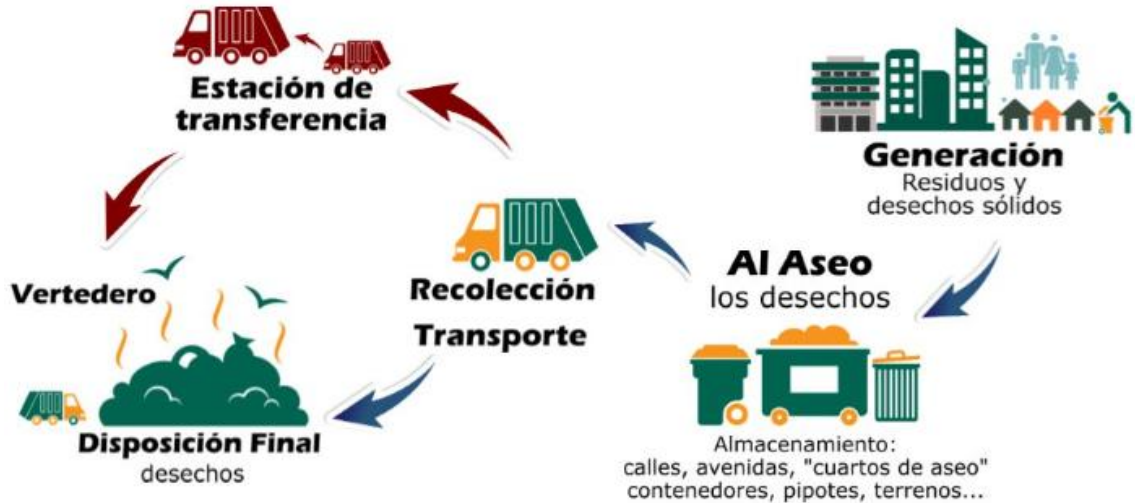 Estación de
transferencia
Generación
Residuos y
desechos sólidos
Al Aseo
los desechos
Almacenamiento:
calles, avenidas, "cuartos de aseo"
contenedores, pipotes, terrenos...
Recolección
Transporte
Vertedero
Disposición Final
desechos